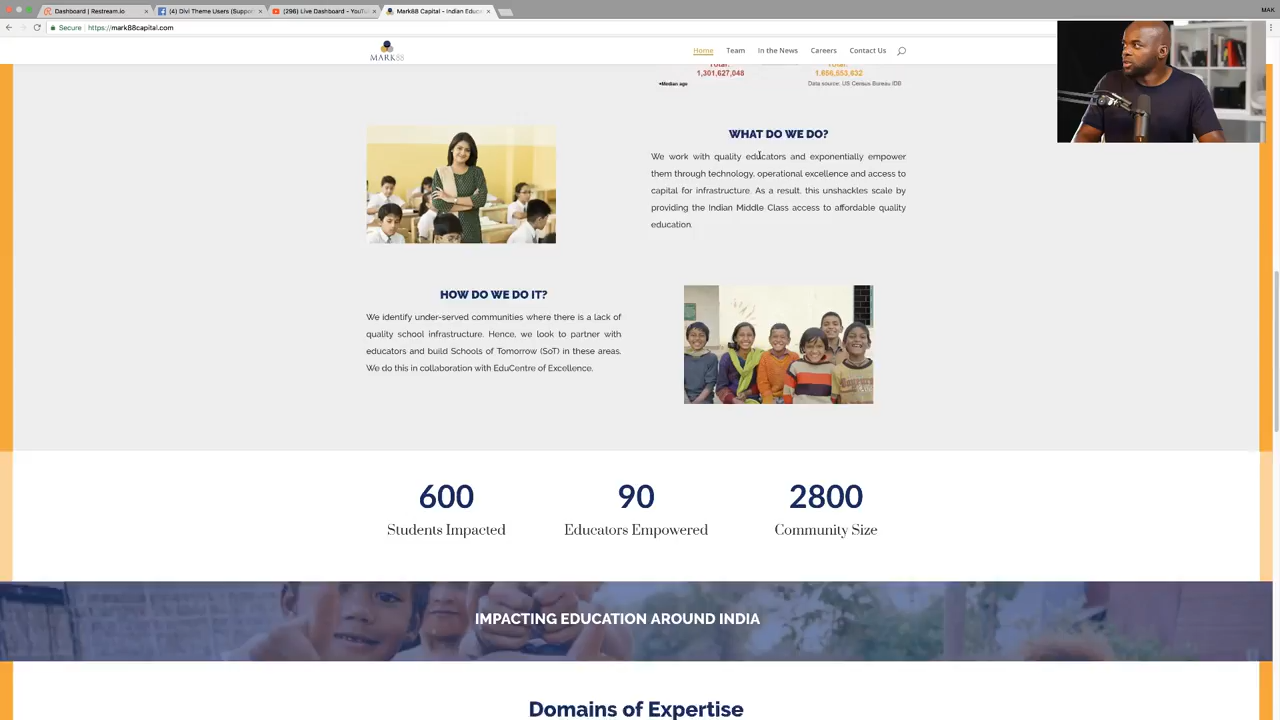 Dashboard | Restream.io
(4) Divi Theme Users (Suppor
(296) Live Dashboard - YouTu
Mark88 Capital - Indian Educ
MAK
Secure
https://mark88capital.com
MARK88
Home
Team
In the News
Careers
Contact Us
Total:
1,301,627,048
Total:
1,656,553,632
+Median age
Data source: US Census Bureau IDB
WHAT DO WE DO?
We work with quality educators and exponentially empower
them through technology, operational excellence and access to
capital for infrastructure. As a result, this unshackles scale by
providing the Indian Middle Class access to affordable quality
education.
HOW DO WE DO IT?
We identify under-served communities where there is a lack of
quality school infrastructure. Hence, we look to partner with
educators and build Schools of Tomorrow (SoT) in these areas.
We do this in collaboration with EduCentre of Excellence.
600
90
2800
Students Impacted
Educators Empowered
Community Size
IMPACTING EDUCATION AROUND INDIA
Domains of Expertise